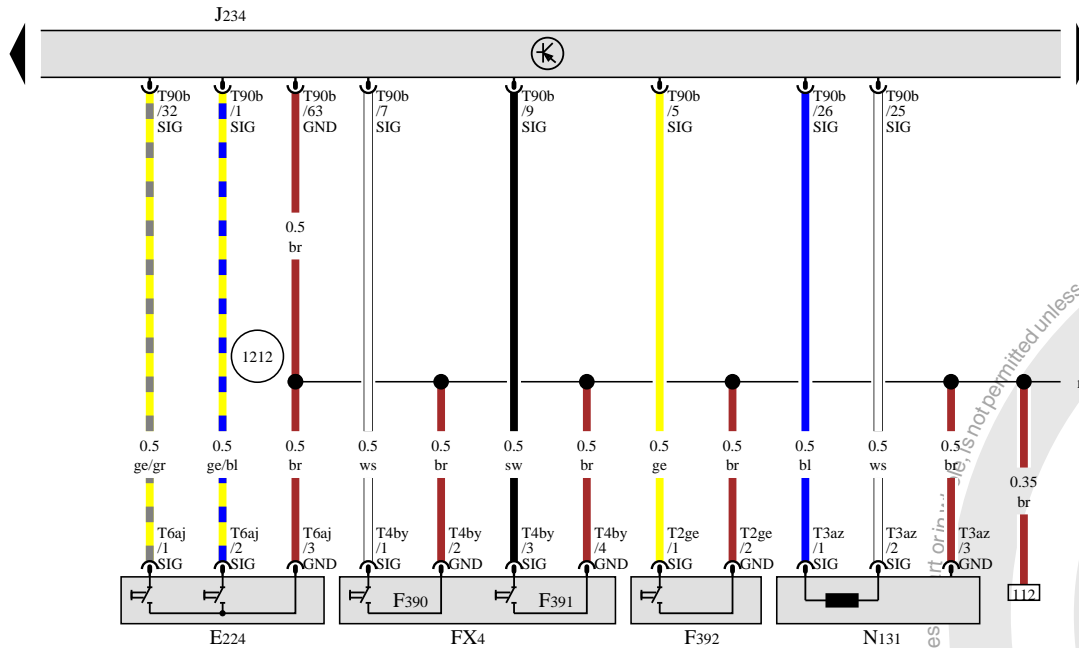 J234
T90b T90b T90b T90b T90b T90b T90b T90b
/32 /1 /63 /7 /9 /5 /26 /25
SIG SIG GND SIG SIG SIG SIG SIG
0.5
br
1212
0.5 0.5 0.5 0.5 0.5 0.5 0.5 0.5 0.5 0.5 0.5 0.5
ge/gr ge/bl br ws br sw br ge br bl ws br
0.35
br
T6aj T6aj T6aj T4by T4by T4by T4by T2ge T2ge T3az T3az T3az
/1 /2 /3 /1 /2 /3 /4 /1 /2 /1 /2 /3
SIG SIG GND SIG GND SIG GND SIG GND SIG SIG GND
F390 F391
112
E224 FX4 F392 N131
is not permitted unless
or in